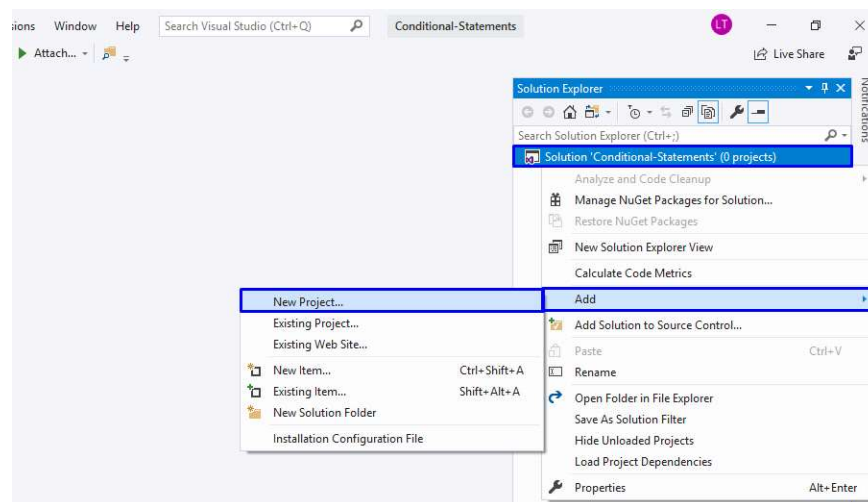 sions Window Help Search Visual Studio (Ctrl+Q) Conditional-Statements LT
Attach... Live Share
Solution Explorer
Notifications
Search Solution Explorer (Ctrl+;)
Solution 'Conditional-Statements' (0 projects)
Analyze and Code Cleanup
Manage NuGet Packages for Solution...
Restore NuGet Packages
New Solution Explorer View
Calculate Code Metrics
Add
Add Solution to Source Control...
Paste Ctrl+V
Rename
Open Folder in File Explorer
Save As Solution Filter
Hide Unloaded Projects
Load Project Dependencies
Properties Alt+Enter
New Project...
Existing Project...
Existing Web Site...
New Item... Ctrl+Shift+A
Existing Item... Shift+Alt+A
New Solution Folder
Installation Configuration File